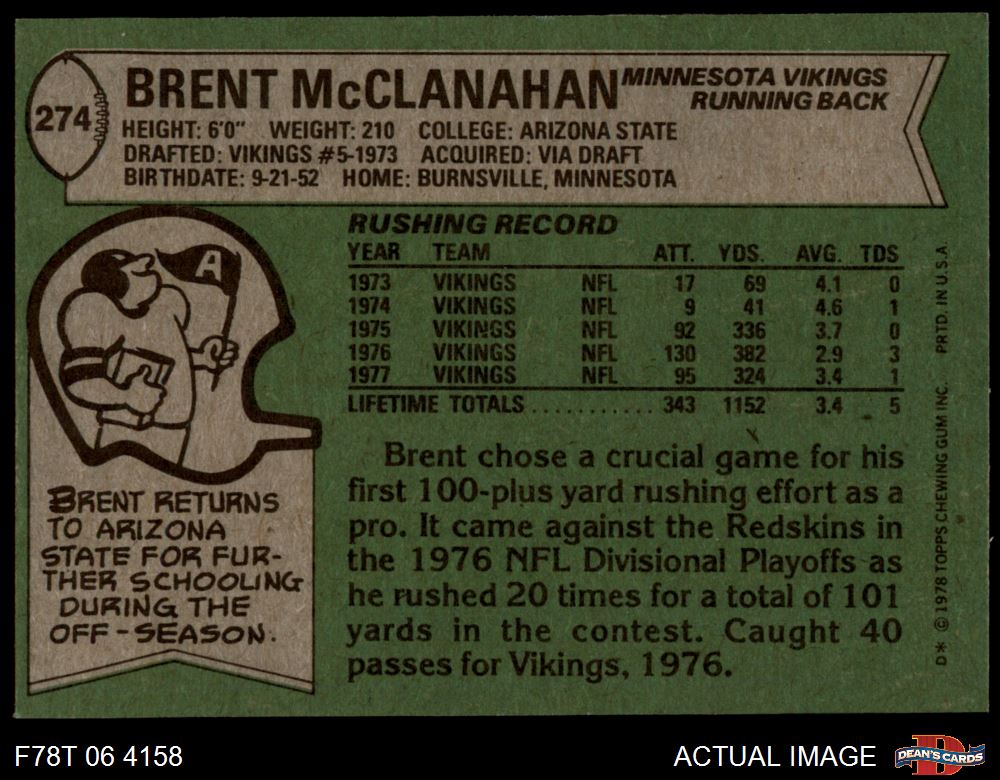 274
BRENT McCLANAHAN
MINNESOTA VIKINGS
RUNNING BACK
HEIGHT: 6'0" WEIGHT: 210 COLLEGE: ARIZONA STATE
DRAFTED: VIKINGS #5-1973 ACQUIRED: VIA DRAFT
BIRTHDATE: 9-21-52 HOME: BURNSVILLE, MINNESOTA
RUSHING RECORD
YEAR TEAM ATT. YDS. AVG. TDS
1973 VIKINGS NFL 17 69 4.1 0
1974 VIKINGS NFL 9 41 4.6 1
1975 VIKINGS NFL 92 336 3.7 0
1976 VIKINGS NFL 130 382 2.9 3
1977 VIKINGS NFL 95 324 3.4 1
LIFETIME TOTALS ........... 343 1152 3.4 5
A
BRENT RETURNS
TO ARIZONA
STATE FOR FUR-
THER SCHOOLING
DURING THE
OFF-SEASON.
Brent chose a crucial game for his
first 100-plus yard rushing effort as a
pro. It came against the Redskins in
the 1976 NFL Divisional Playoffs as
he rushed 20 times for a total of 101
yards in the contest. Caught 40
passes for Vikings, 1976.
D* © 1978 TOPPS CHEWING GUM INC. PRTD. IN U.S.A.
F78T 06 4158
ACTUAL IMAGE
D
DEAN'S CARDS